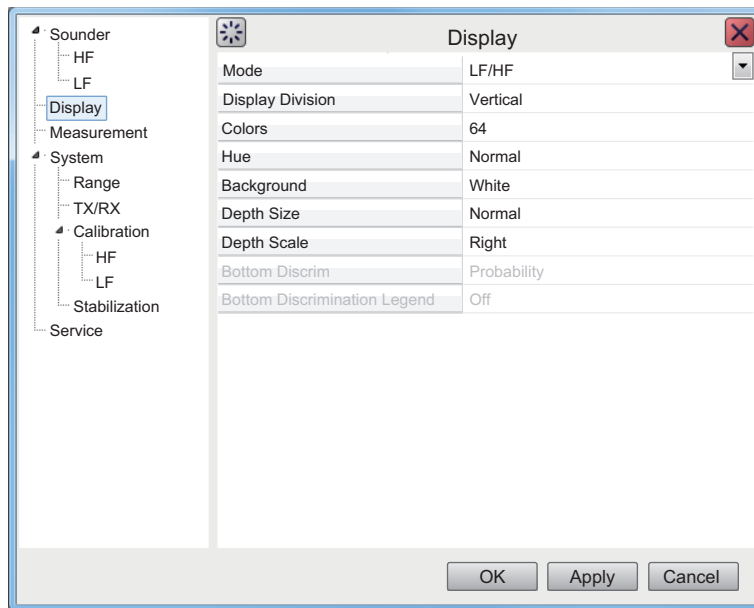 Sounder
HF
LF
Display
Measurement
System
Range
TX/RX
Calibration
HF
LF
Stabilization
Service
Display
Mode LF/HF
Display Division Vertical
Colors 64
Hue Normal
Background White
Depth Size Normal
Depth Scale Right
Bottom Discrim Probability
Bottom Discrimination Legend Off
OK Apply Cancel